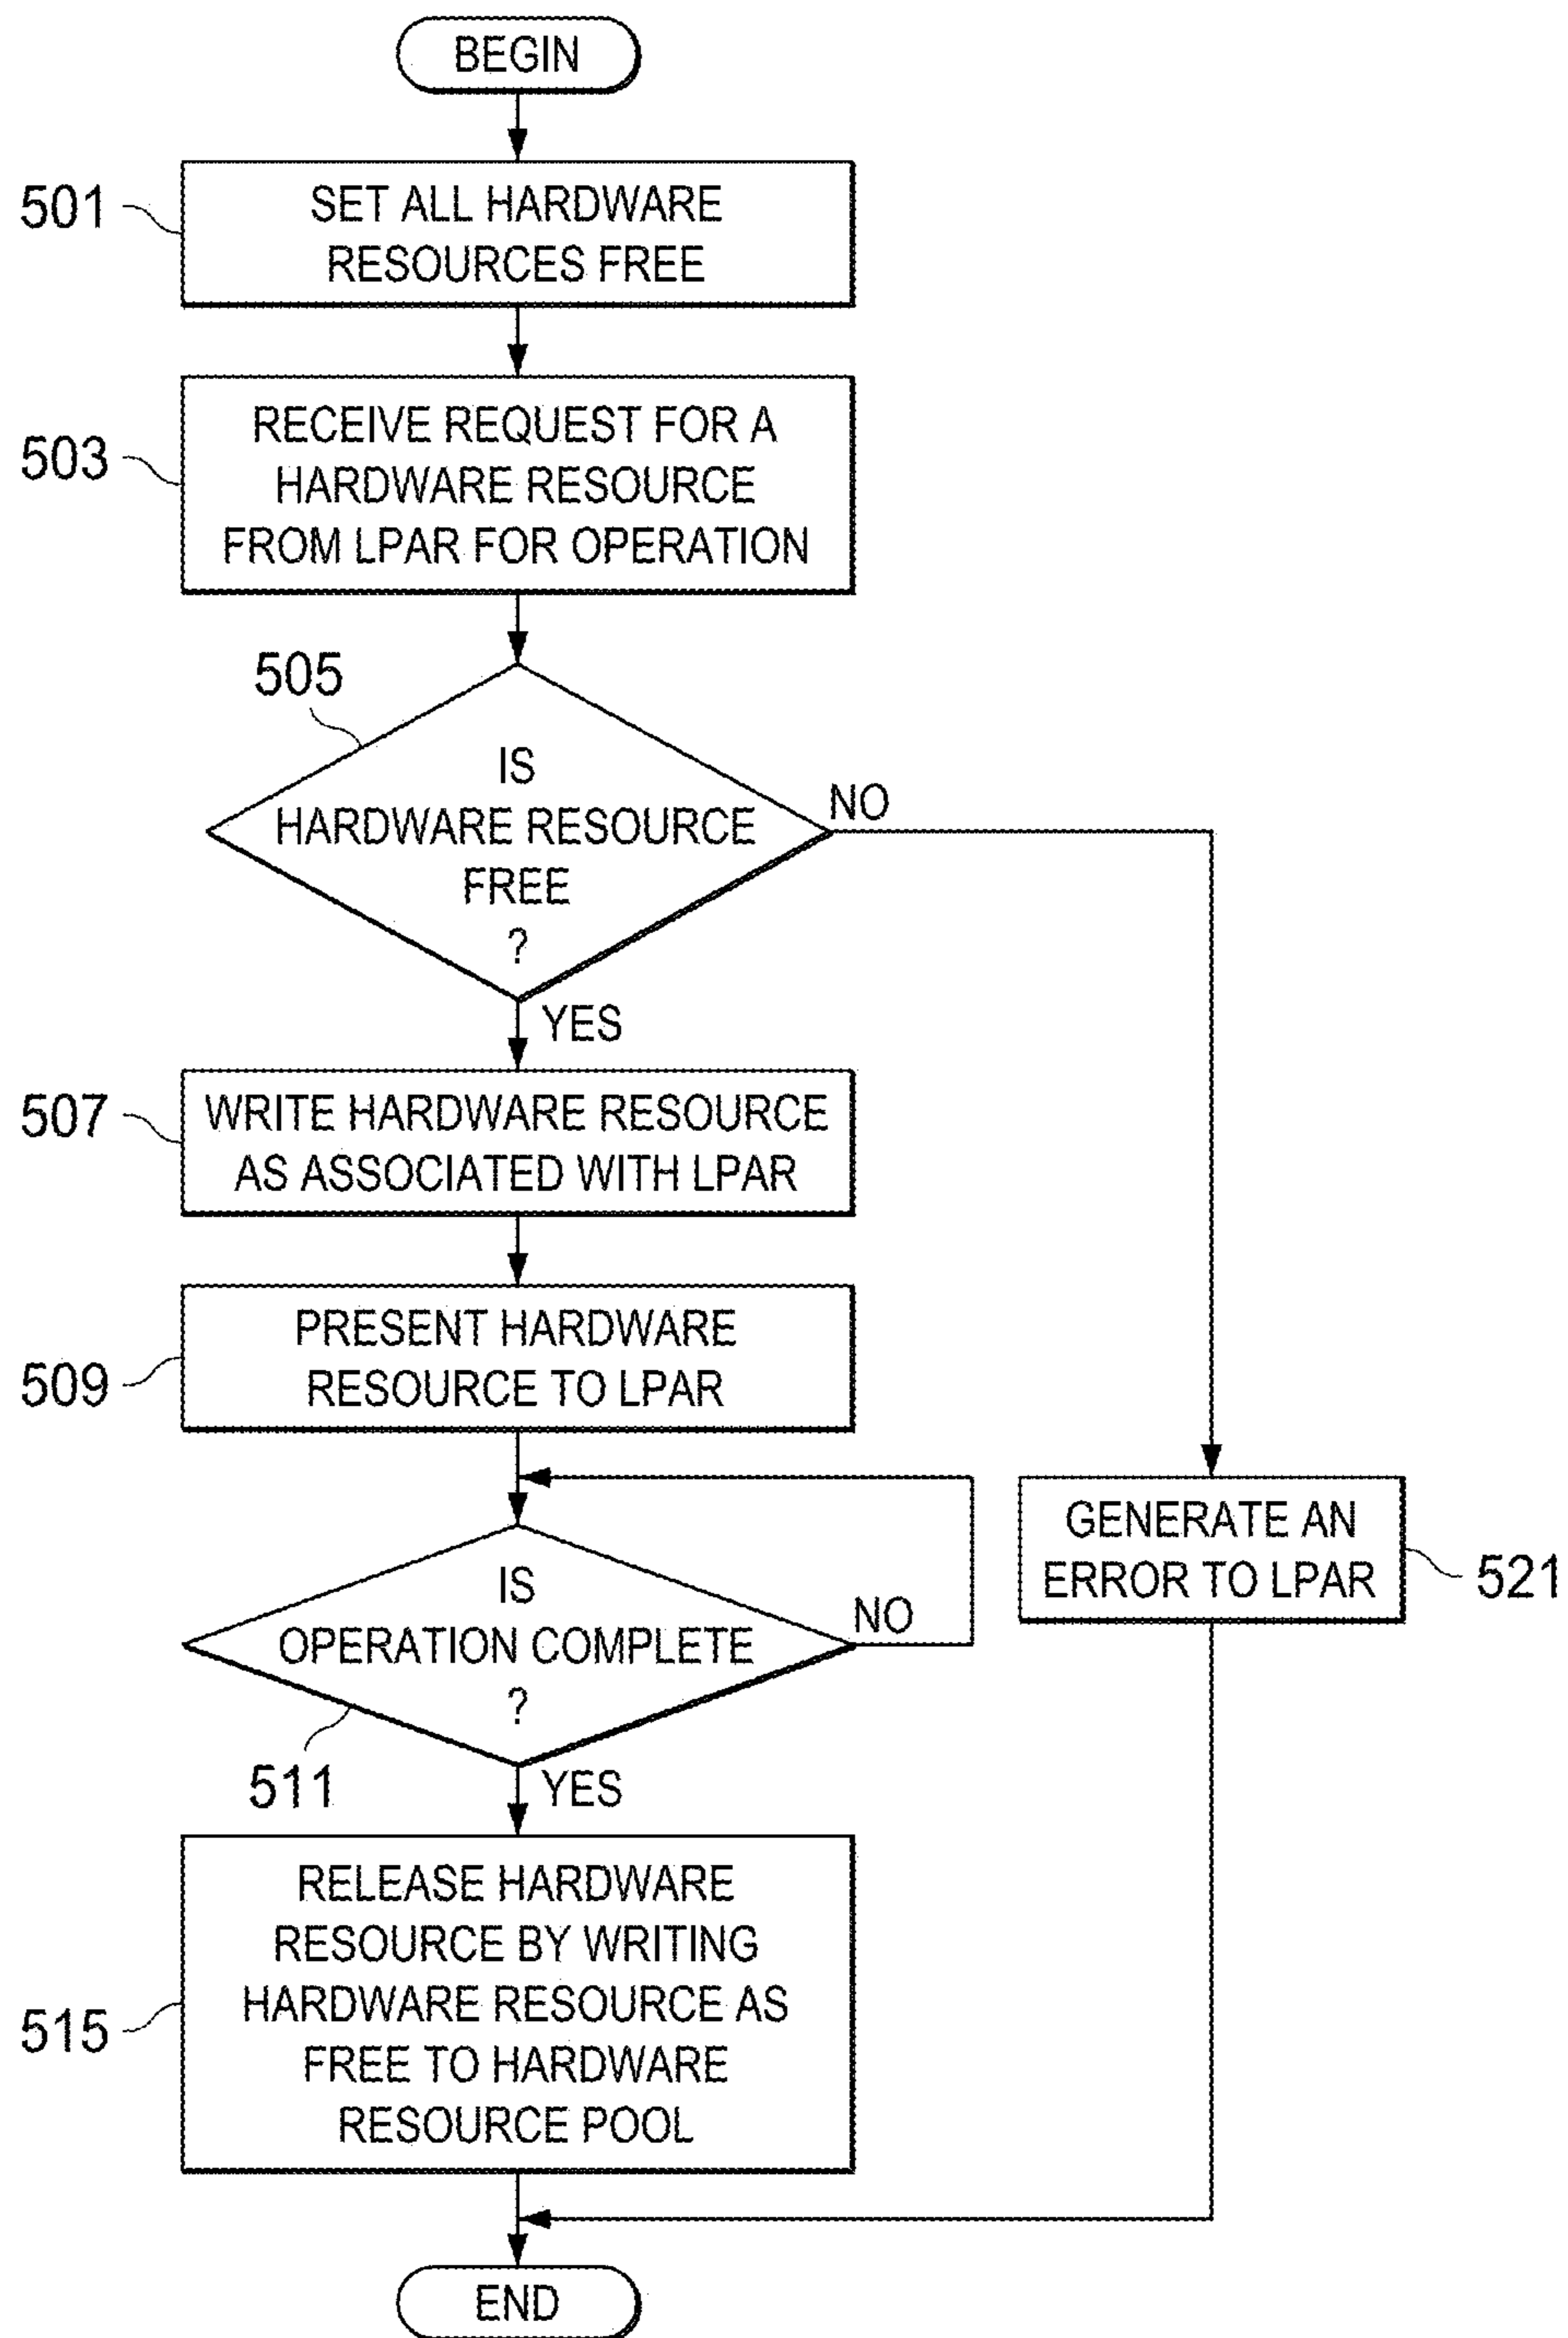 BEGIN
501
SET ALL HARDWARE
RESOURCES FREE
503
RECEIVE REQUEST FOR A
HARDWARE RESOURCE
FROM LPAR FOR OPERATION
505
IS
HARDWARE RESOURCE
FREE
?
NO
YES
507
WRITE HARDWARE RESOURCE
AS ASSOCIATED WITH LPAR
509
PRESENT HARDWARE
RESOURCE TO LPAR
GENERATE AN
ERROR TO LPAR
521
IS
OPERATION COMPLETE
?
NO
511
YES
515
RELEASE HARDWARE
RESOURCE BY WRITING
HARDWARE RESOURCE AS
FREE TO HARDWARE
RESOURCE POOL
END